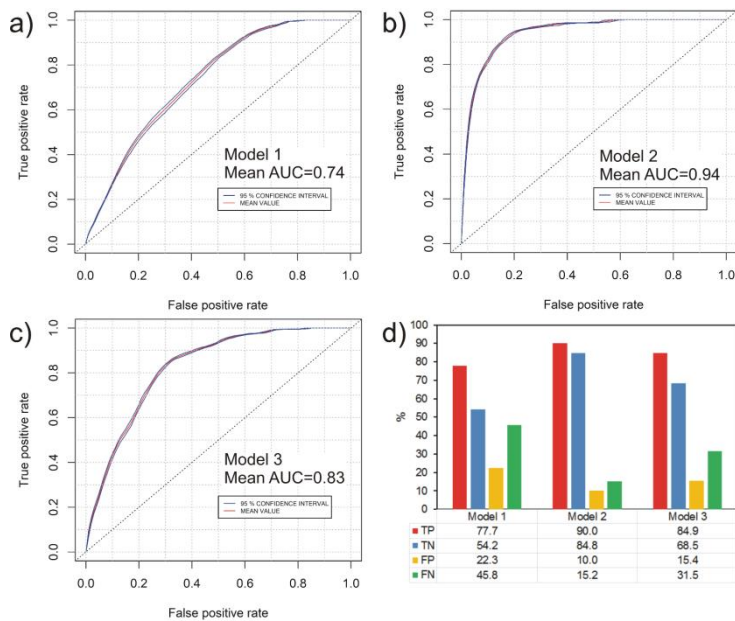 a)
True positive rate
1.0
0.8
0.6
0.4
0.2
0.0
Model 1
Mean AUC=0.74
95 % CONFIDENCE INTERVAL
MEAN VALUE
0.0 0.2 0.4 0.6 0.8 1.0
False positive rate
b)
True positive rate
1.0
0.8
0.6
0.4
0.2
0.0
Model 2
Mean AUC=0.94
95 % CONFIDENCE INTERVAL
MEAN VALUE
0.0 0.2 0.4 0.6 0.8 1.0
False positive rate
c)
True positive rate
1.0
0.8
0.6
0.4
0.2
0.0
Model 3
Mean AUC=0.83
95 % CONFIDENCE INTERVAL
MEAN VALUE
0.0 0.2 0.4 0.6 0.8 1.0
False positive rate
d)
%
100
90
80
70
60
50
40
30
20
10
0
Model 1 Model 2 Model 3
TP 77.7 90.0 84.9
TN 54.2 84.8 68.5
FP 22.3 10.0 15.4
FN 45.8 15.2 31.5